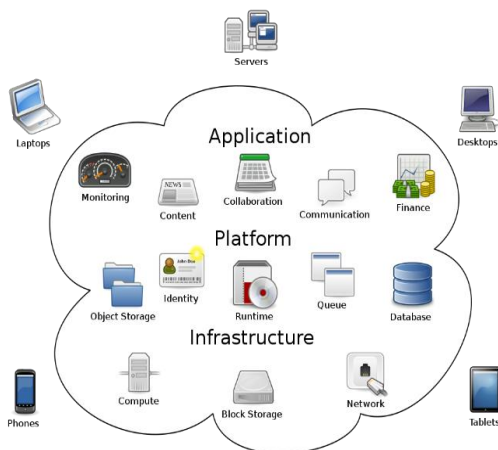 Servers
Laptops
Desktops
Application
Monitoring
NEWS
Content
Collaboration
Communication
Finance
Platform
Object Storage
Identity
Runtime
Queue
Database
Infrastructure
Compute
Block Storage
Network
Phones
Tablets